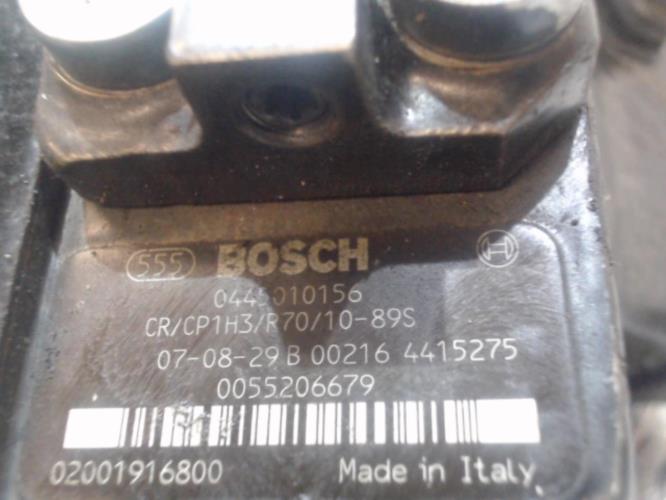 555 BOSCH
0445010156
CR/CP1H3/R70/10-89S
07-08-29 B 00216 4415275
0055206679
02001916800 Made in Italy